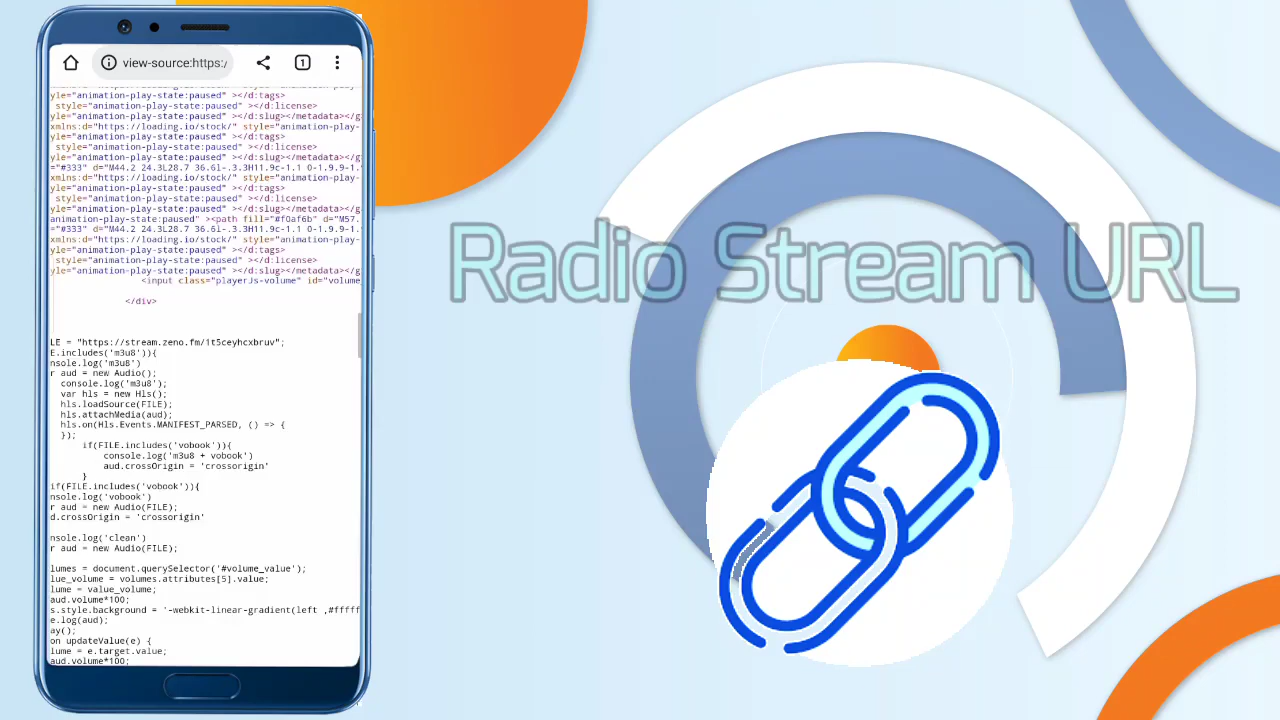 view-source:https:/
1
yle="animation-play-state:paused" ></d:tags>
style="animation-play-state:paused" ></d:license>
yle="animation-play-state:paused" ></d:slug></metadata></g
xmlns:d="https://loading.io/stock/" style="animation-play-
yle="animation-play-state:paused" ></d:tags>
style="animation-play-state:paused" ></d:license>
yle="animation-play-state:paused" ></d:slug></metadata></g
="#333" d="M44.2 24.3L28.7 36.6l-.3.3H11.9c-1.1 0-1.9.9-1.
xmlns:d="https://loading.io/stock/" style="animation-play-
yle="animation-play-state:paused" ></d:tags>
style="animation-play-state:paused" ></d:license>
yle="animation-play-state:paused" ></d:slug></metadata></g
yle="animation-play-state:paused" ><path fill="#f0af6b" d="M57.
="#333" d="M44.2 24.3L28.7 36.6l-.3.3H11.9c-1.1 0-1.9.9-1.
xmlns:d="https://loading.io/stock/" style="animation-play-
yle="animation-play-state:paused" ></d:tags>
style="animation-play-state:paused" ></d:license>
yle="animation-play-state:paused" ></d:slug></metadata></g
<input class="playerJs-volume" id="volume_
</div>
LE = "https://stream.zeno.fm/1t5ceyhcxbruv";
E.includes('m3u8')){
nsole.log('m3u8')
r aud = new Audio();
console.log('m3u8');
var hls = new Hls();
hls.loadSource(FILE);
hls.attachMedia(aud);
hls.on(Hls.Events.MANIFEST_PARSED, () => {
});
if(FILE.includes('vobook')){
console.log('m3u8 + vobook')
aud.crossOrigin = 'crossorigin'
}
if(FILE.includes('vobook')){
nsole.log('vobook')
r aud = new Audio(FILE);
d.crossOrigin = 'crossorigin'
nsole.log('clean')
r aud = new Audio(FILE);
lumes = document.querySelector('#volume_value');
lue_volume = volumes.attributes[5].value;
lume = value_volume;
aud.volume*100;
s.style.background = '-webkit-linear-gradient(left ,#fffff
e.log(aud);
ay();
on updateValue(e) {
lume = e.target.value;
aud.volume*100;
Radio Stream URL